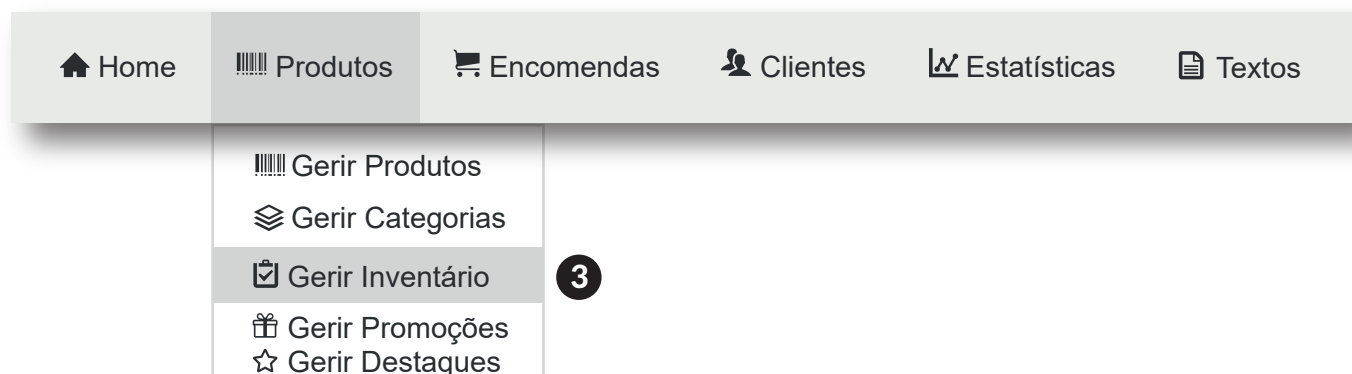 Home Produtos Encomendas Clientes Estatísticas Textos
Gerir Produtos
Gerir Categorias
Gerir Inventário 3
Gerir Promoções
Gerir Destaques